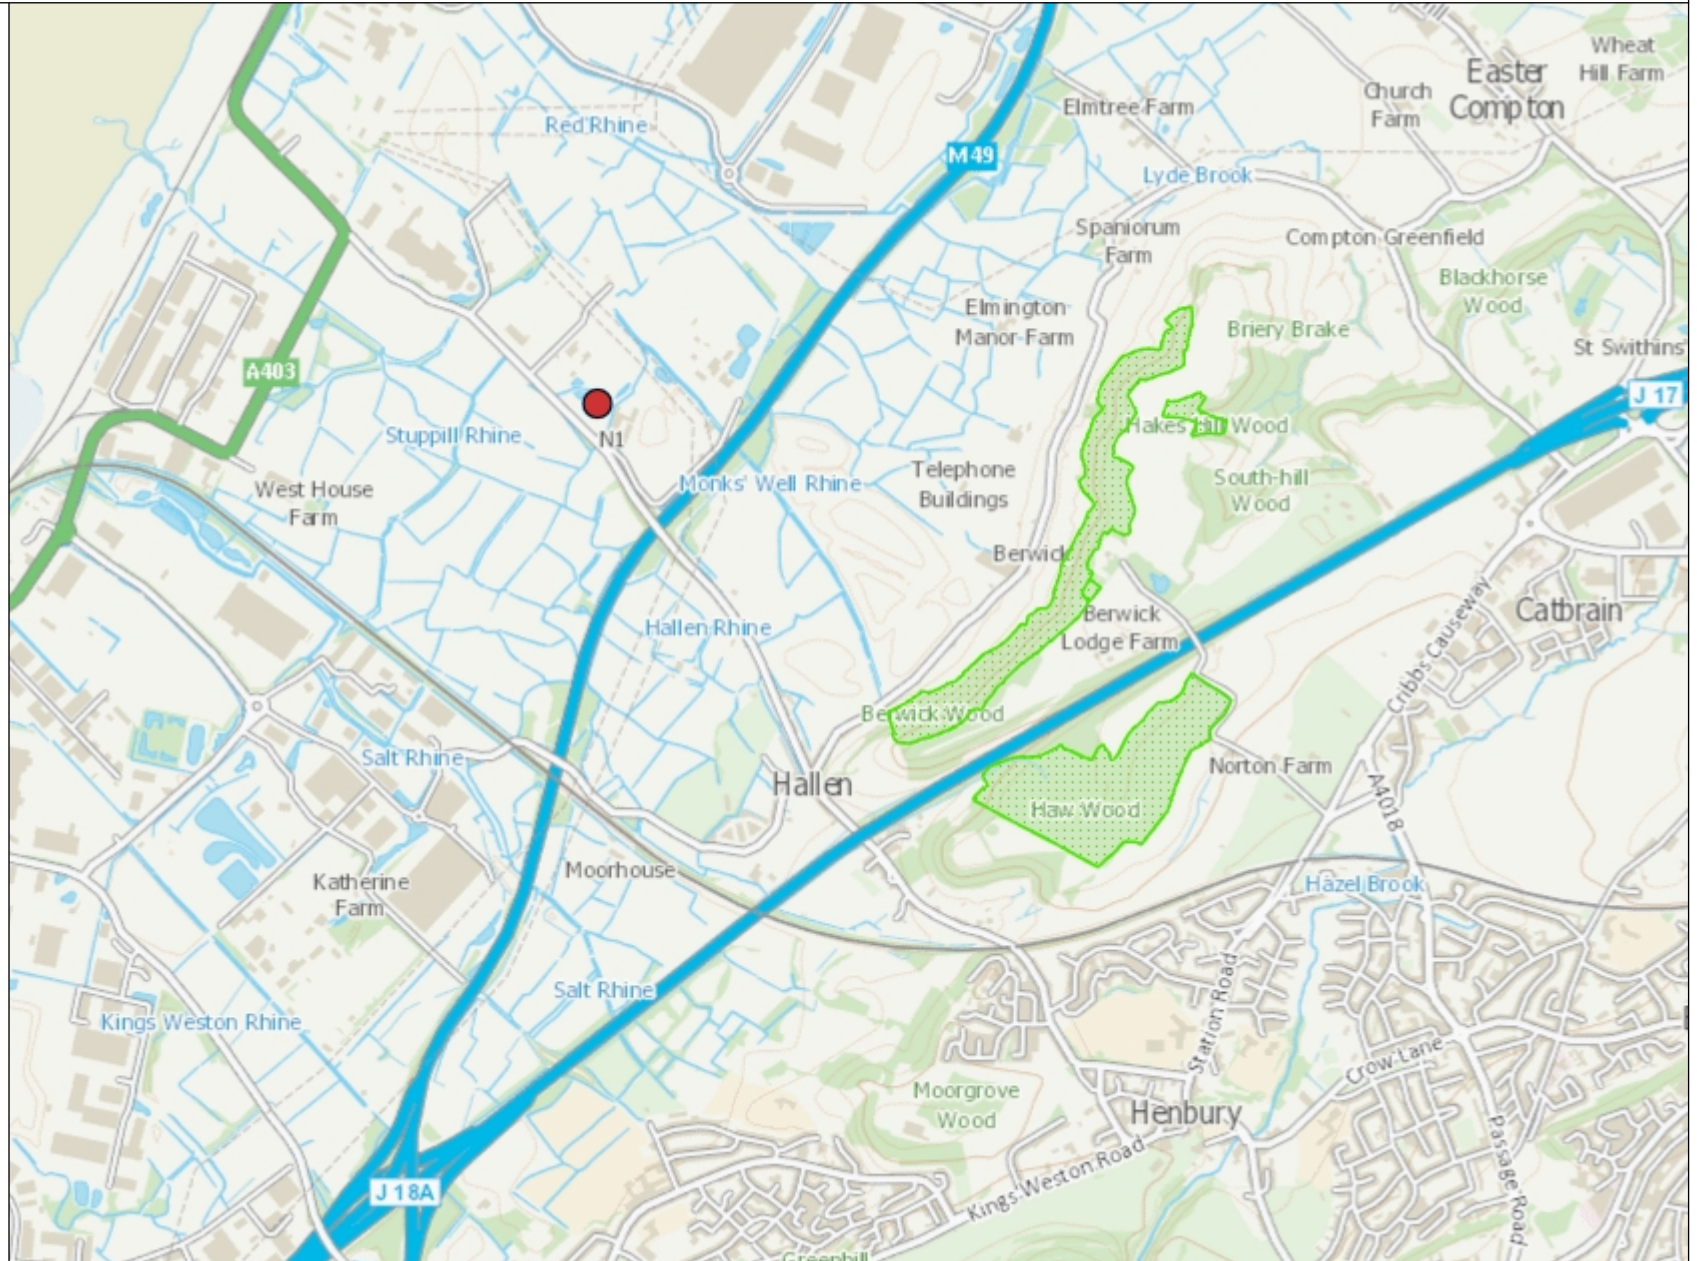 Wheat
Hill Farm
Easter
Compton
Church
Farm
Elmtree Farm
Red Rhine
M49
Lyde Brook
Spaniorum
Farm
Compton Greenfield
Blackhorse
Wood
Elmington
Manor Farm
Briery Brake
St Swithins'
A403
J 17
N1
Stuppill Rhine
Hakes Hill Wood
Telephone
Buildings
Monks' Well Rhine
South-hill
Wood
West House
Farm
Berwick
Berwick
Lodge Farm
Catbrain
Cribbs Causeway
Hallen Rhine
Berwick Wood
Salt Rhine
Norton Farm
Hallen
Haw Wood
A4018
Moorhouse
Katherine
Farm
Hazel Brook
Salt Rhine
Kings Weston Rhine
Station Road
Crow Lane
Moorgrove
Wood
Henbury
Passage Road
Kings Weston Road
J 18A
Greenhill